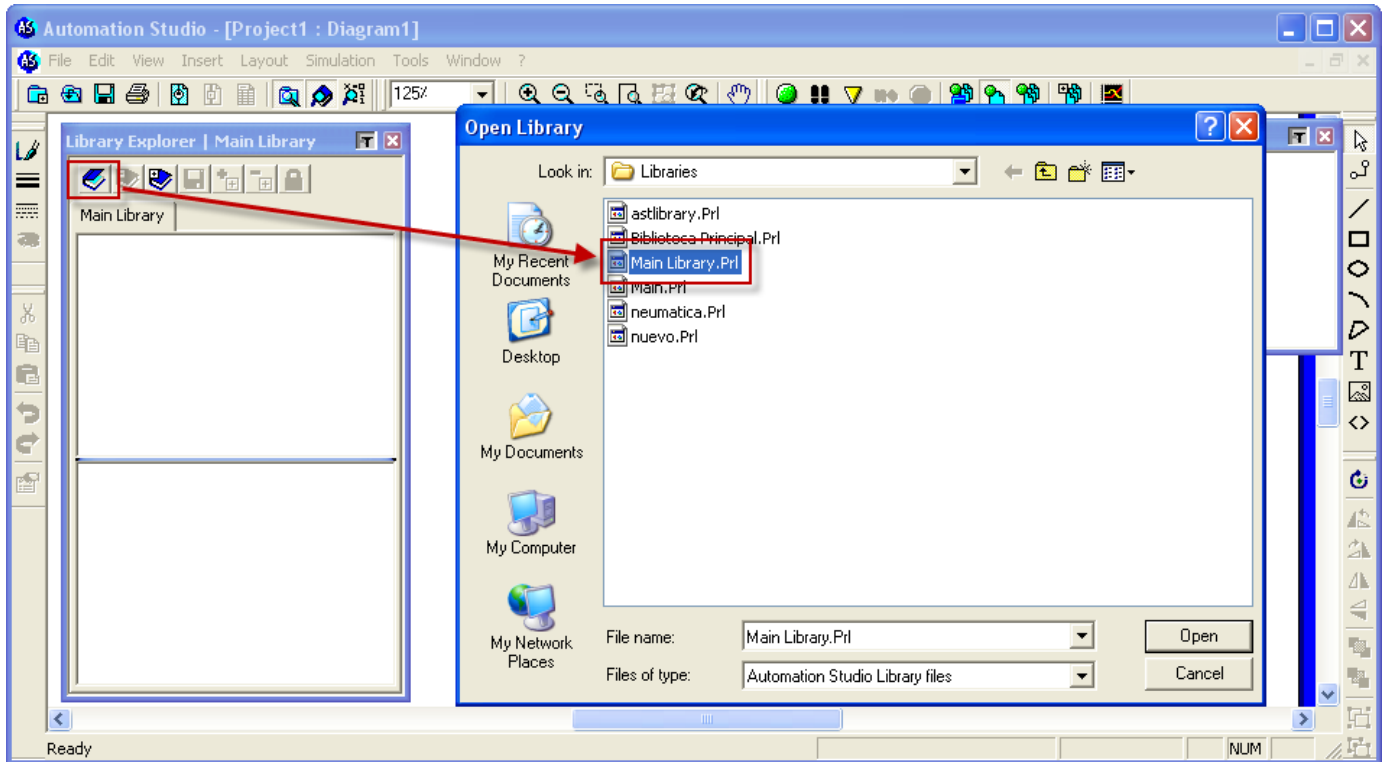 Automation Studio - [Project1 : Diagram1]
File Edit View Insert Layout Simulation Tools Window ?
125%
Library Explorer | Main Library
Main Library
Open Library
Look in: Libraries
My Recent Documents
Desktop
My Documents
My Computer
My Network Places
astlibrary.Prl
Biblioteca Principal.Prl
Main Library.Prl
Main.Prl
neumatica.Prl
nuevo.Prl
File name: Main Library.Prl Open
Files of type: Automation Studio Library files Cancel
Ready NUM